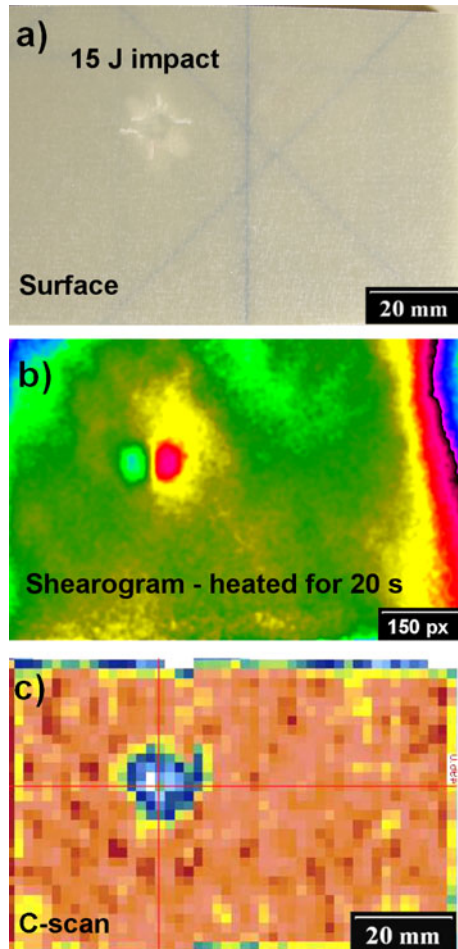 a)
15 J impact
Surface
20 mm
b)
Shearogram - heated for 20 s
150 px
c)
C-scan
20 mm